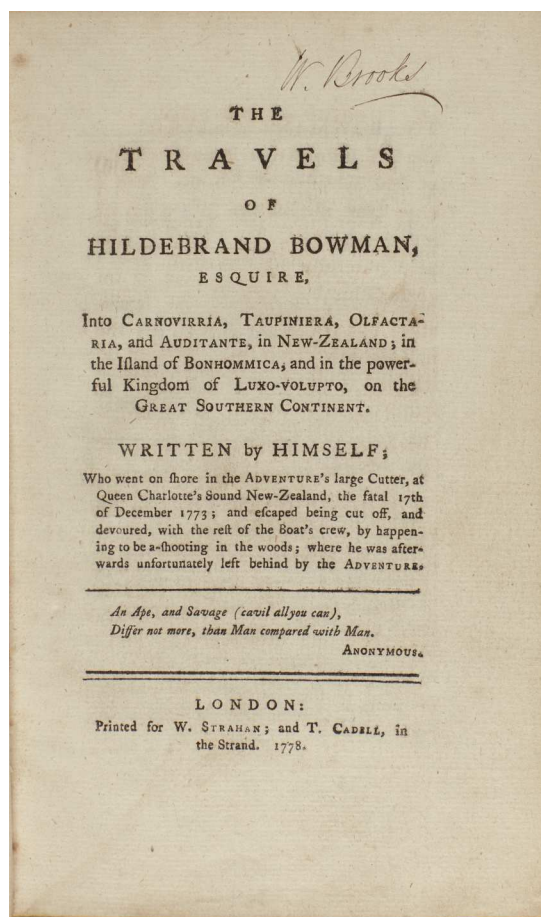 W. Brooks
THE
TRAVELS
OF
HILDEBRAND BOWMAN,
ESQUIRE,
Into CARNOVIRRIA, TAUPINIERA, OLFACTA-
RIA, and AUDITANTE, in NEW-ZEALAND; in
the Iſland of BONHOMMICA, and in the power-
ful Kingdom of LUXO-VOLUPTO, on the
GREAT SOUTHERN CONTINENT.
WRITTEN by HIMSELF;
Who went on ſhore in the ADVENTURE's large Cutter, at
Queen Charlotte's Sound New-Zealand, the fatal 17th
of December 1773; and eſcaped being cut off, and
devoured, with the reſt of the Boat's crew, by happen-
ing to be a-ſhooting in the woods; where he was after-
wards unfortunately left behind by the ADVENTURE.
An Ape, and Savage (cavil allyou can),
Differ not more, than Man compared with Man.
ANONYMOUS.
LONDON:
Printed for W. STRAHAN; and T. CADELL, in
the Strand. 1778.